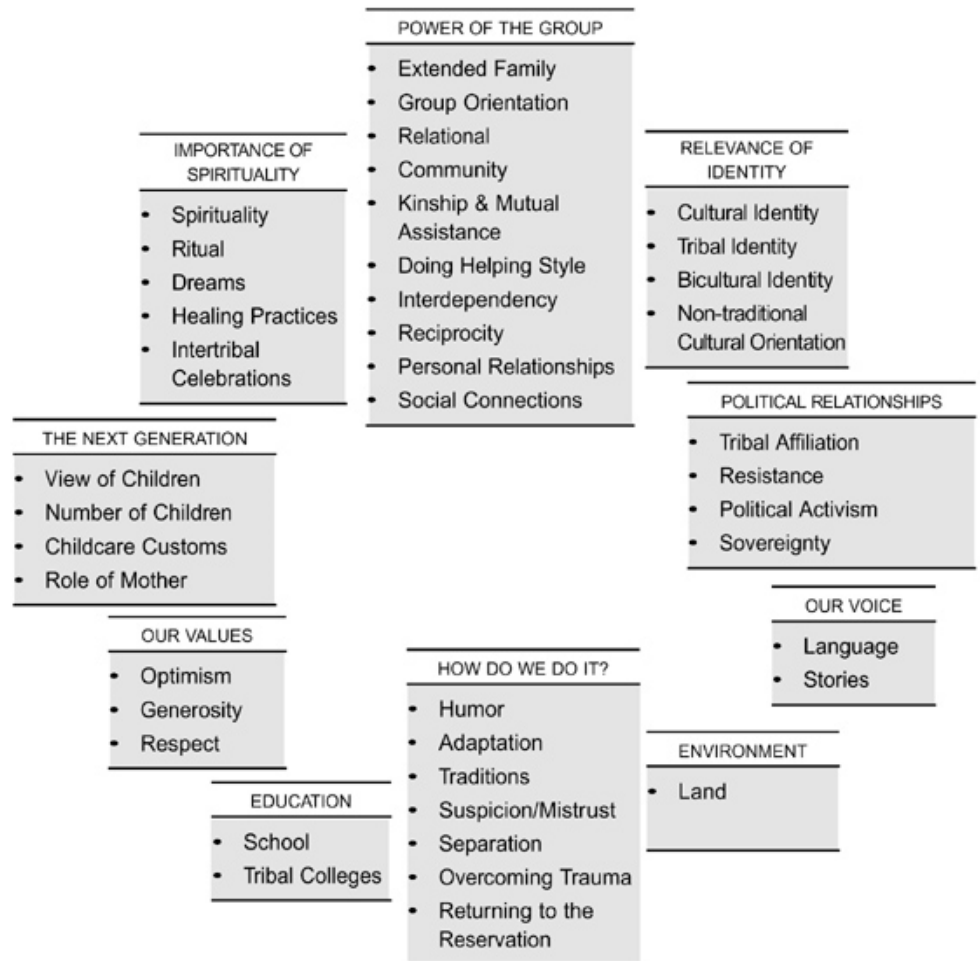 POWER OF THE GROUP
• Extended Family
• Group Orientation
• Relational
• Community
• Kinship & Mutual
Assistance
• Doing Helping Style
• Interdependency
• Reciprocity
• Personal Relationships
• Social Connections
IMPORTANCE OF
SPIRITUALITY
• Spirituality
• Ritual
• Dreams
• Healing Practices
• Intertribal
Celebrations
RELEVANCE OF
IDENTITY
• Cultural Identity
• Tribal Identity
• Bicultural Identity
• Non-traditional
Cultural Orientation
THE NEXT GENERATION
• View of Children
• Number of Children
• Childcare Customs
• Role of Mother
POLITICAL RELATIONSHIPS
• Tribal Affiliation
• Resistance
• Political Activism
• Sovereignty
OUR VALUES
• Optimism
• Generosity
• Respect
HOW DO WE DO IT?
• Humor
• Adaptation
• Traditions
• Suspicion/Mistrust
• Separation
• Overcoming Trauma
• Returning to the
Reservation
OUR VOICE
• Language
• Stories
EDUCATION
• School
• Tribal Colleges
ENVIRONMENT
• Land